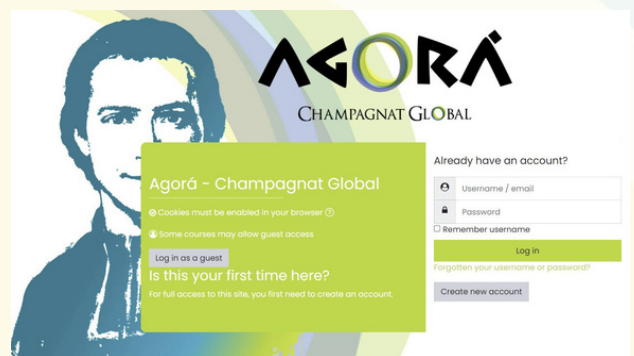 AGORÁ
CHAMPAGNAT GLOBAL
Agorá - Champagnat Global
Cookies must be enabled in your browser
Some courses may allow guest access
Log in as a guest
Is this your first time here?
For full access to this site, you first need to create an account.
Already have an account?
Username / email
Password
Remember username
Log in
Forgotten your username or password?
Create new account